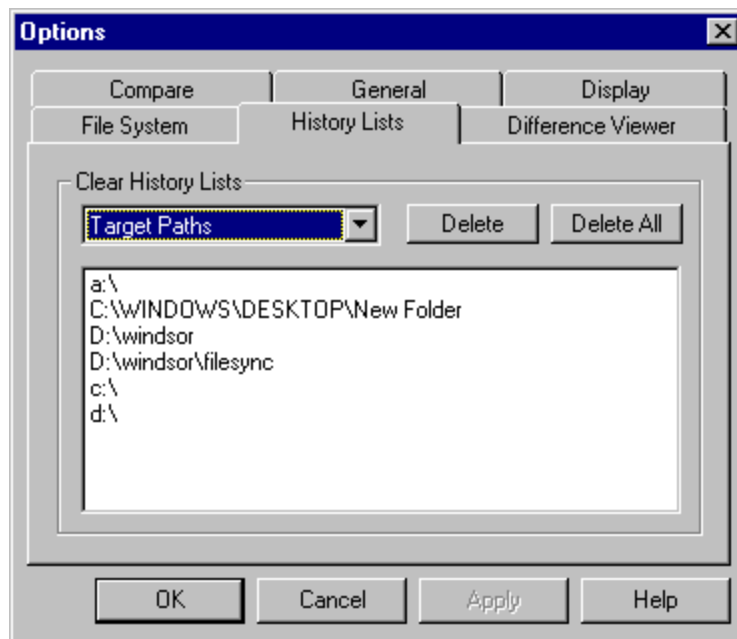 Options
Compare General Display
File System History Lists Difference Viewer
Clear History Lists
Target Paths Delete Delete All
a:\
C:\WINDOWS\DESKTOP\New Folder
D:\windsor
D:\windsor\filesync
c:\
d:\
OK Cancel Apply Help